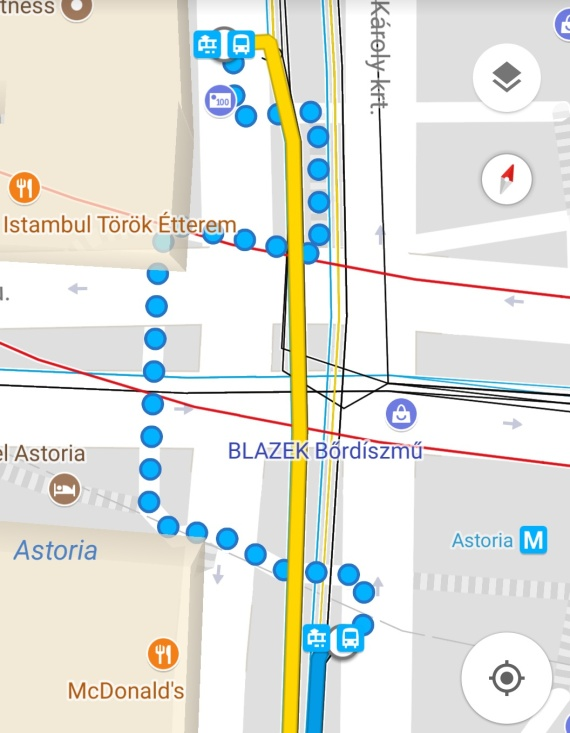 tness
Károly krt.
100
Istambul Török Étterem
BLAZEK Bőrdíszmű
el Astoria
Astoria
Astoria M
McDonald's